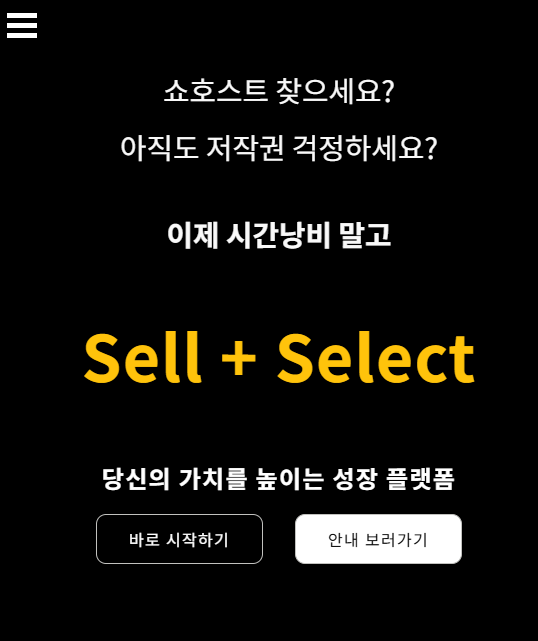 쇼호스트 찾으세요?
아직도 저작권 걱정하세요?
이제 시간낭비 말고
Sell + Select
당신의 가치를 높이는 성장 플랫폼
바로 시작하기
안내 보러가기